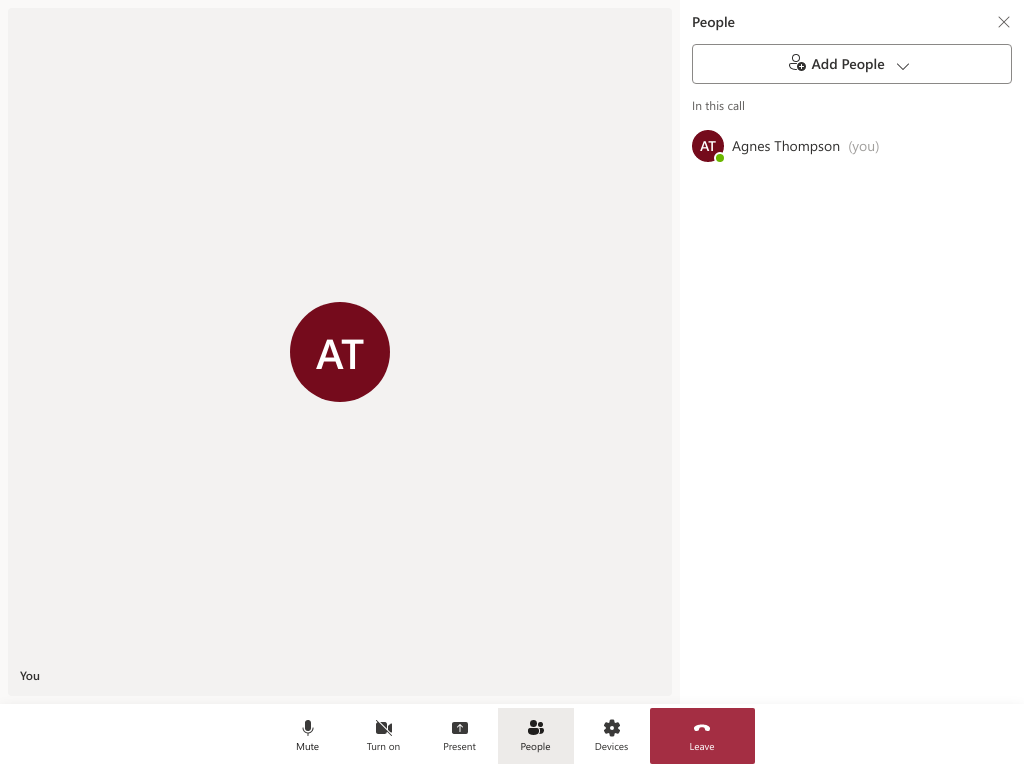 People
Add People
In this call
AT Agnes Thompson (you)
AT
You
Mute
Turn on
Present
People
Devices
Leave